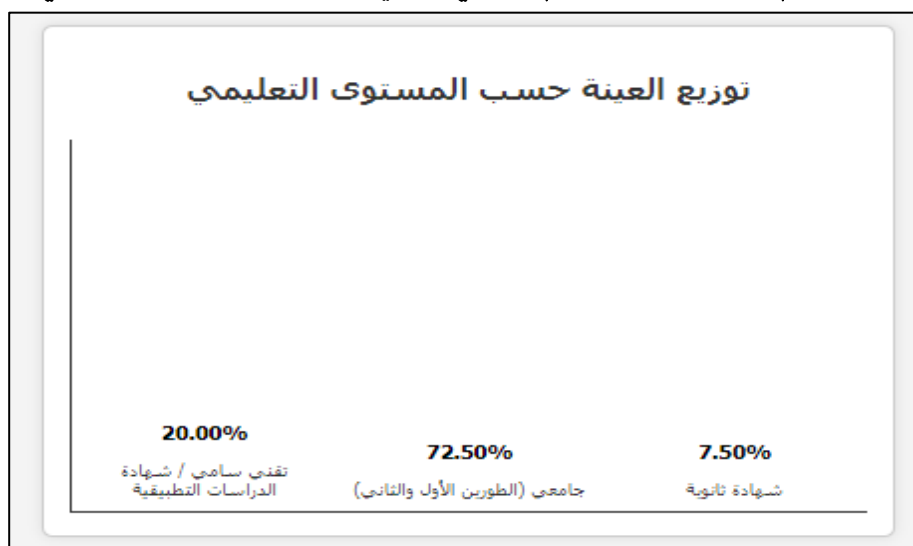 توزيع العينة حسب المستوى التعليمي
7.50%
شهادة ثانوية
72.50%
جامعي (الطورين الأول والثاني)
20.00%
تقني سامي / شهادة
الدراسات التطبيقية